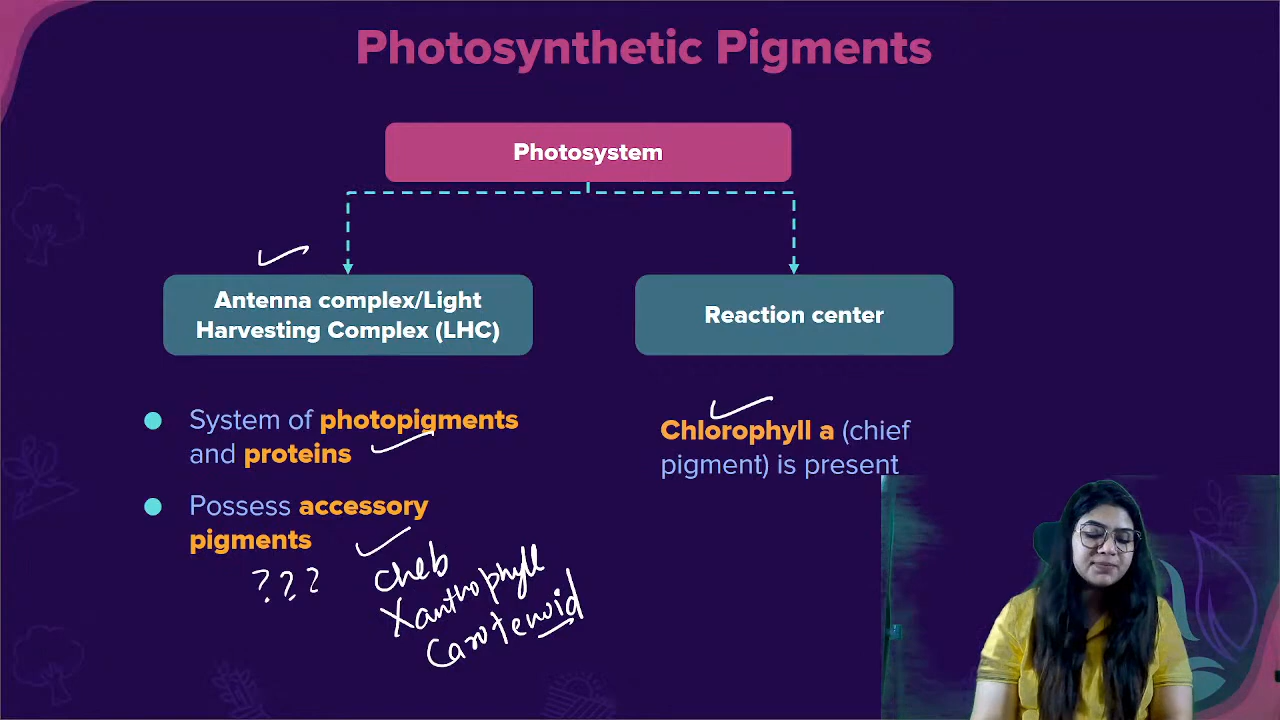 Photosynthetic Pigments
Photosystem
Antenna complex/Light
Harvesting Complex (LHC)
Reaction center
System of photopigments
and proteins
Possess accessory
pigments
???
cheb
Xanthophyll
Carotenoid
Chlorophyll a (chief
pigment) is present